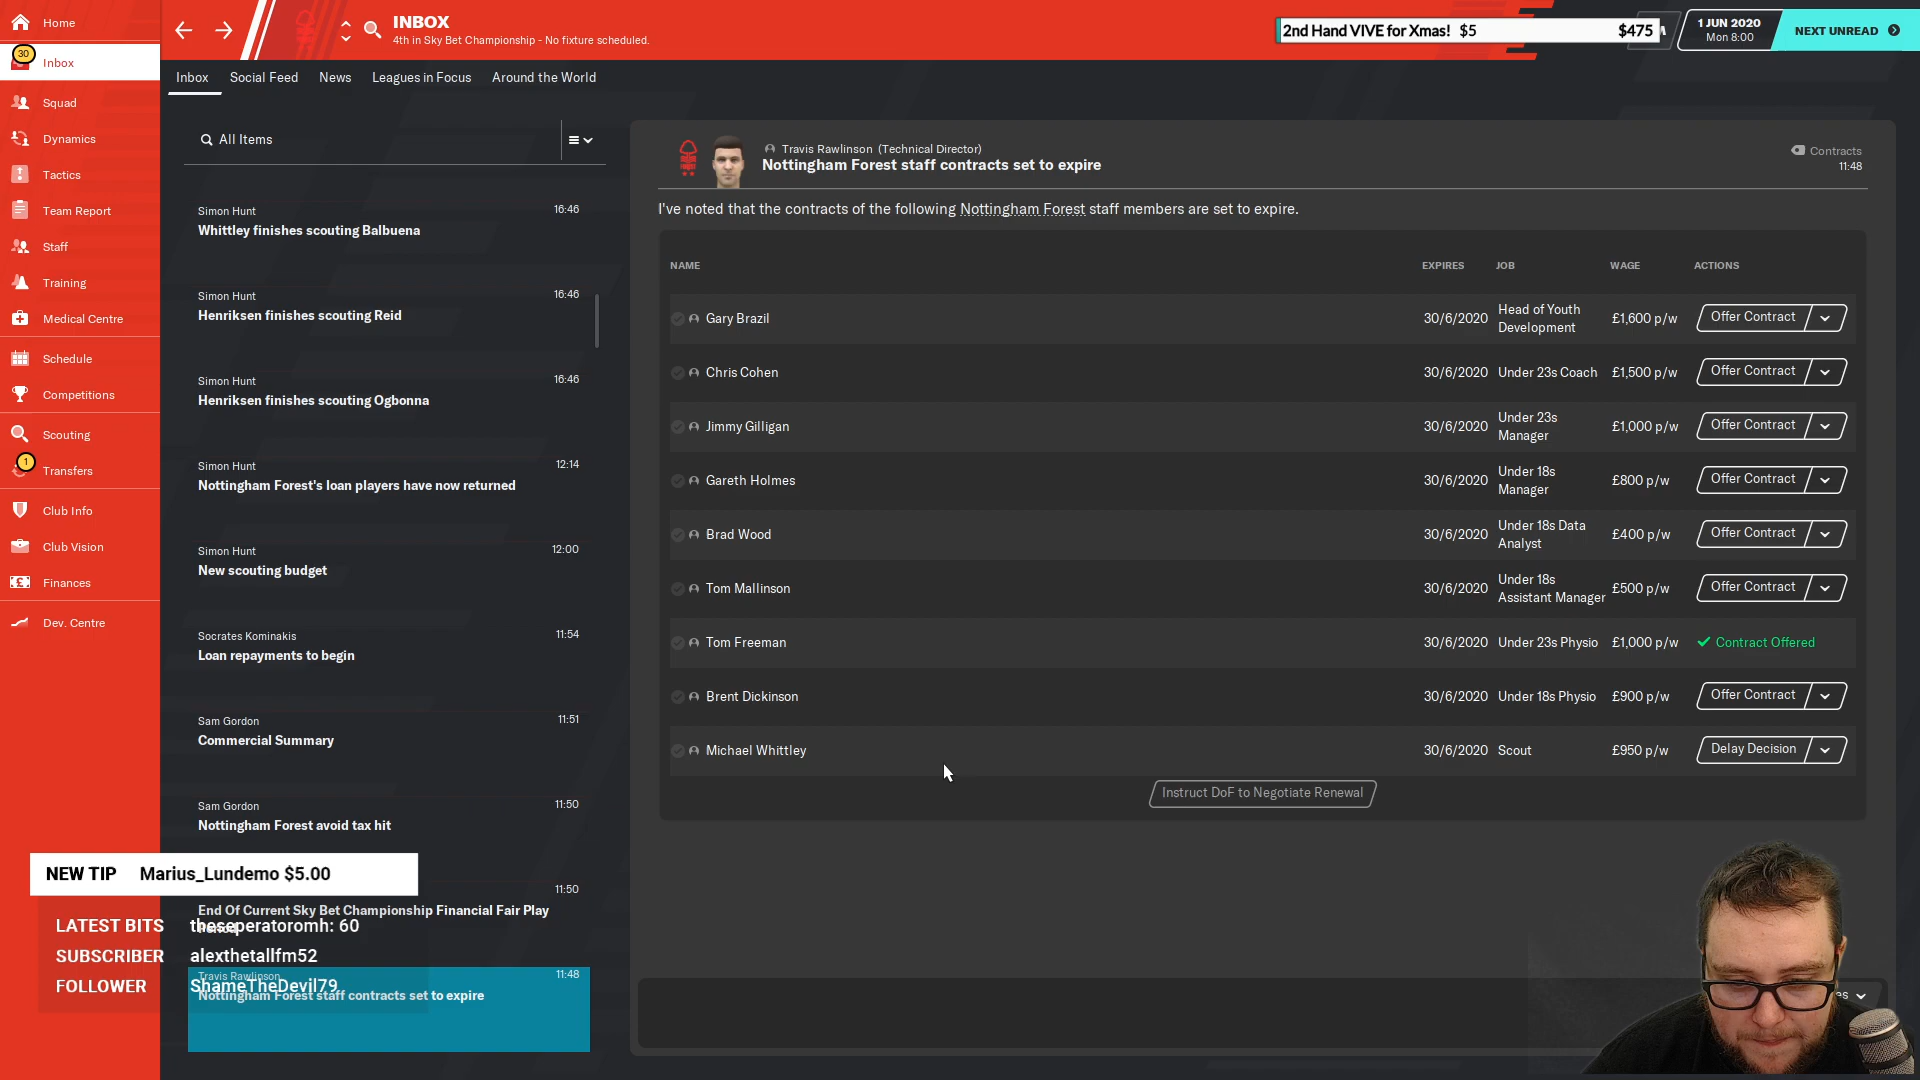 Home
30
Inbox
Squad
Dynamics
Tactics
Team Report
Staff
Training
Medical Centre
Schedule
Competitions
Scouting
1
Transfers
Club Info
Club Vision
Finances
Dev. Centre
INBOX
4th in Sky Bet Championship - No fixture scheduled.
2nd Hand VIVE for Xmas! $5 $475
1 JUN 2020
Mon 8:00
NEXT UNREAD
Inbox Social Feed News Leagues in Focus Around the World
All Items
Simon Hunt 16:46
Whittley finishes scouting Balbuena
Simon Hunt 16:46
Henriksen finishes scouting Reid
Simon Hunt 16:46
Henriksen finishes scouting Ogbonna
Simon Hunt 12:14
Nottingham Forest's loan players have now returned
Simon Hunt 12:00
New scouting budget
Socrates Kominakis 11:54
Loan repayments to begin
Sam Gordon 11:51
Commercial Summary
Sam Gordon 11:50
Nottingham Forest avoid tax hit
11:50
End Of Current Sky Bet Championship Financial Fair Play
Travis Rawlinson 11:48
Nottingham Forest staff contracts set to expire
NEW TIP Marius_Lundemo $5.00
LATEST BITS theseperatoromh: 60
SUBSCRIBER alexthetallfm52
FOLLOWER ShameTheDevil79
Travis Rawlinson (Technical Director)
Nottingham Forest staff contracts set to expire
Contracts
11:48
I've noted that the contracts of the following Nottingham Forest staff members are set to expire.
NAME EXPIRES JOB WAGE ACTIONS
Gary Brazil 30/6/2020 Head of Youth Development £1,600 p/w Offer Contract
Chris Cohen 30/6/2020 Under 23s Coach £1,500 p/w Offer Contract
Jimmy Gilligan 30/6/2020 Under 23s Manager £1,000 p/w Offer Contract
Gareth Holmes 30/6/2020 Under 18s Manager £800 p/w Offer Contract
Brad Wood 30/6/2020 Under 18s Data Analyst £400 p/w Offer Contract
Tom Mallinson 30/6/2020 Under 18s Assistant Manager £500 p/w Offer Contract
Tom Freeman 30/6/2020 Under 23s Physio £1,000 p/w Contract Offered
Brent Dickinson 30/6/2020 Under 18s Physio £900 p/w Offer Contract
Michael Whittley 30/6/2020 Scout £950 p/w Delay Decision
Instruct DoF to Negotiate Renewal